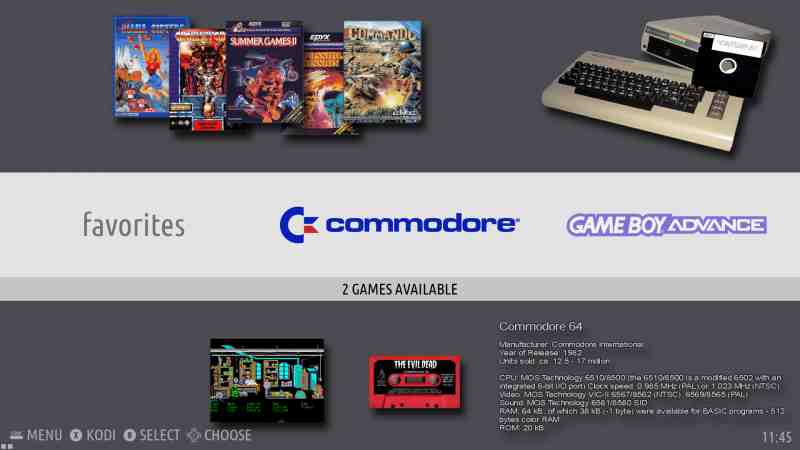 SUMMER GAMES II
EPYX
COMMANDO
favorites
commodore
GAME BOY ADVANCE
2 GAMES AVAILABLE
THE EVIL DEAD
Commodore 64
Manufacturer: Commodore International
Year of Release: 1982
Units sold: ca. 12.5 - 17 million
CPU: MOS Technology 6510/8500 (the 6510/8500 is a modified 6502 with an
integrated 6-bit I/O port) Clock speed: 0.985 MHz (PAL) or 1.023 MHz (NTSC)
Video: MOS Technology VIC-II 6567/8562 (NTSC), 6569/8565 (PAL)
Sound: MOS Technology 6581/8580 SID
RAM: 64 kB, of which 38 kB (-1 byte) were available for BASIC programs - 512
bytes color RAM
ROM: 20 kB
MENU X KODI SELECT CHOOSE
11:45